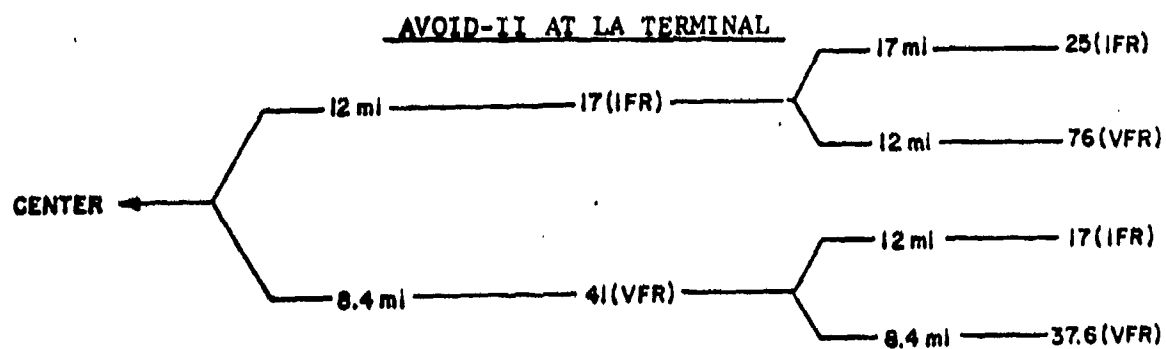 AVOID-II AT LA TERMINAL
17 mi 25 (IFR)
12 mi 17 (IFR)
12 mi 76 (VFR)
CENTER
12 mi 17 (IFR)
8.4 mi 41 (VFR)
8.4 mi 37.6 (VFR)